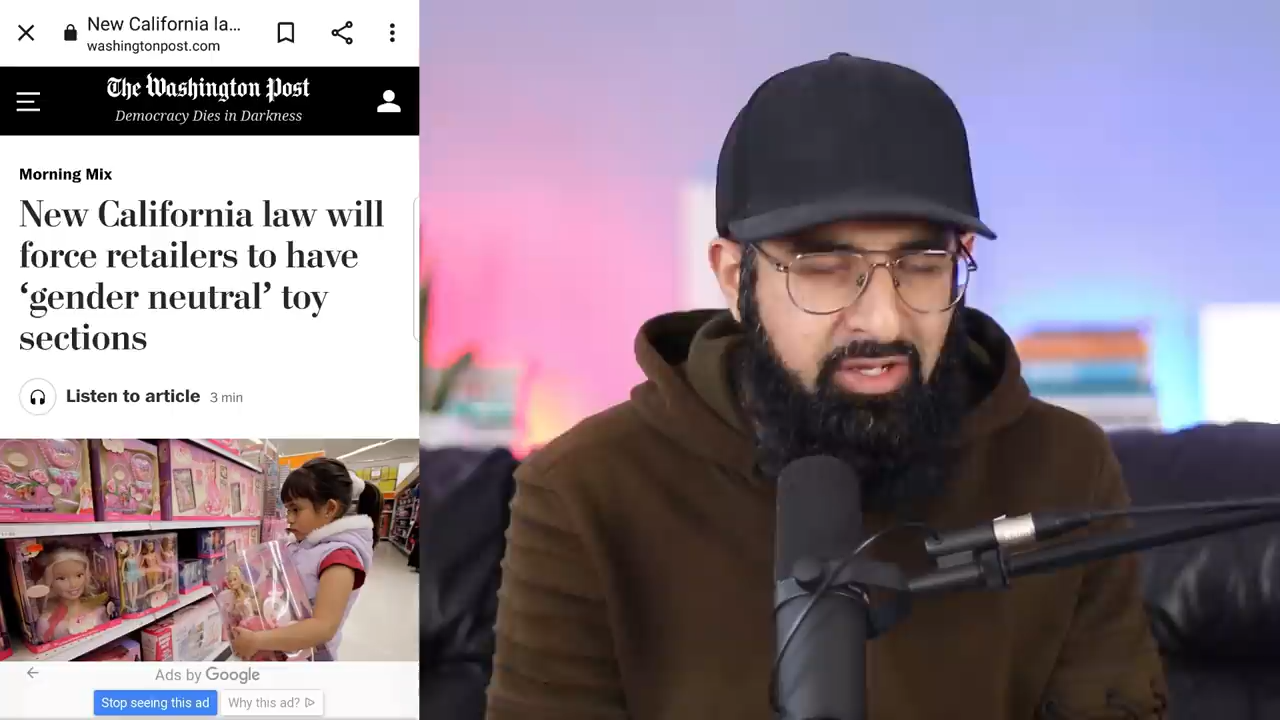 New California la...
washingtonpost.com
The Washington Post
Democracy Dies in Darkness
Morning Mix
New California law will
force retailers to have
‘gender neutral’ toy
sections
Listen to article 3 min
Ads by Google
Stop seeing this ad Why this ad?